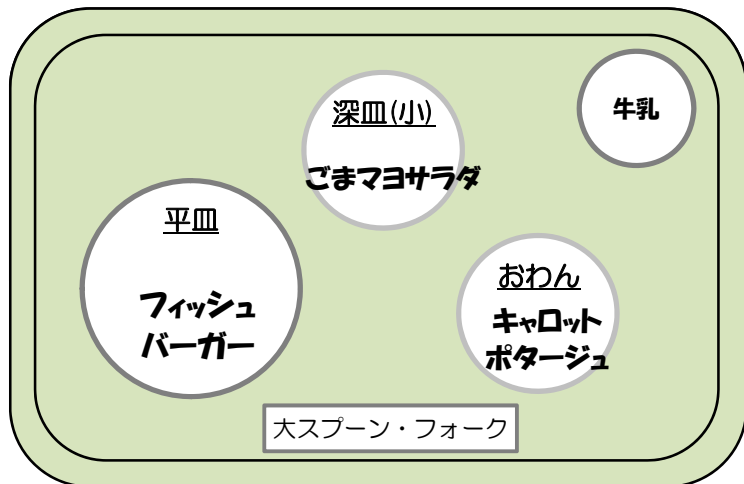 深皿(小)
ごまマヨサラダ
牛乳
平皿
フィッシュ
バーガー
おわん
キャロット
ポタージュ
大スプーン・フォーク